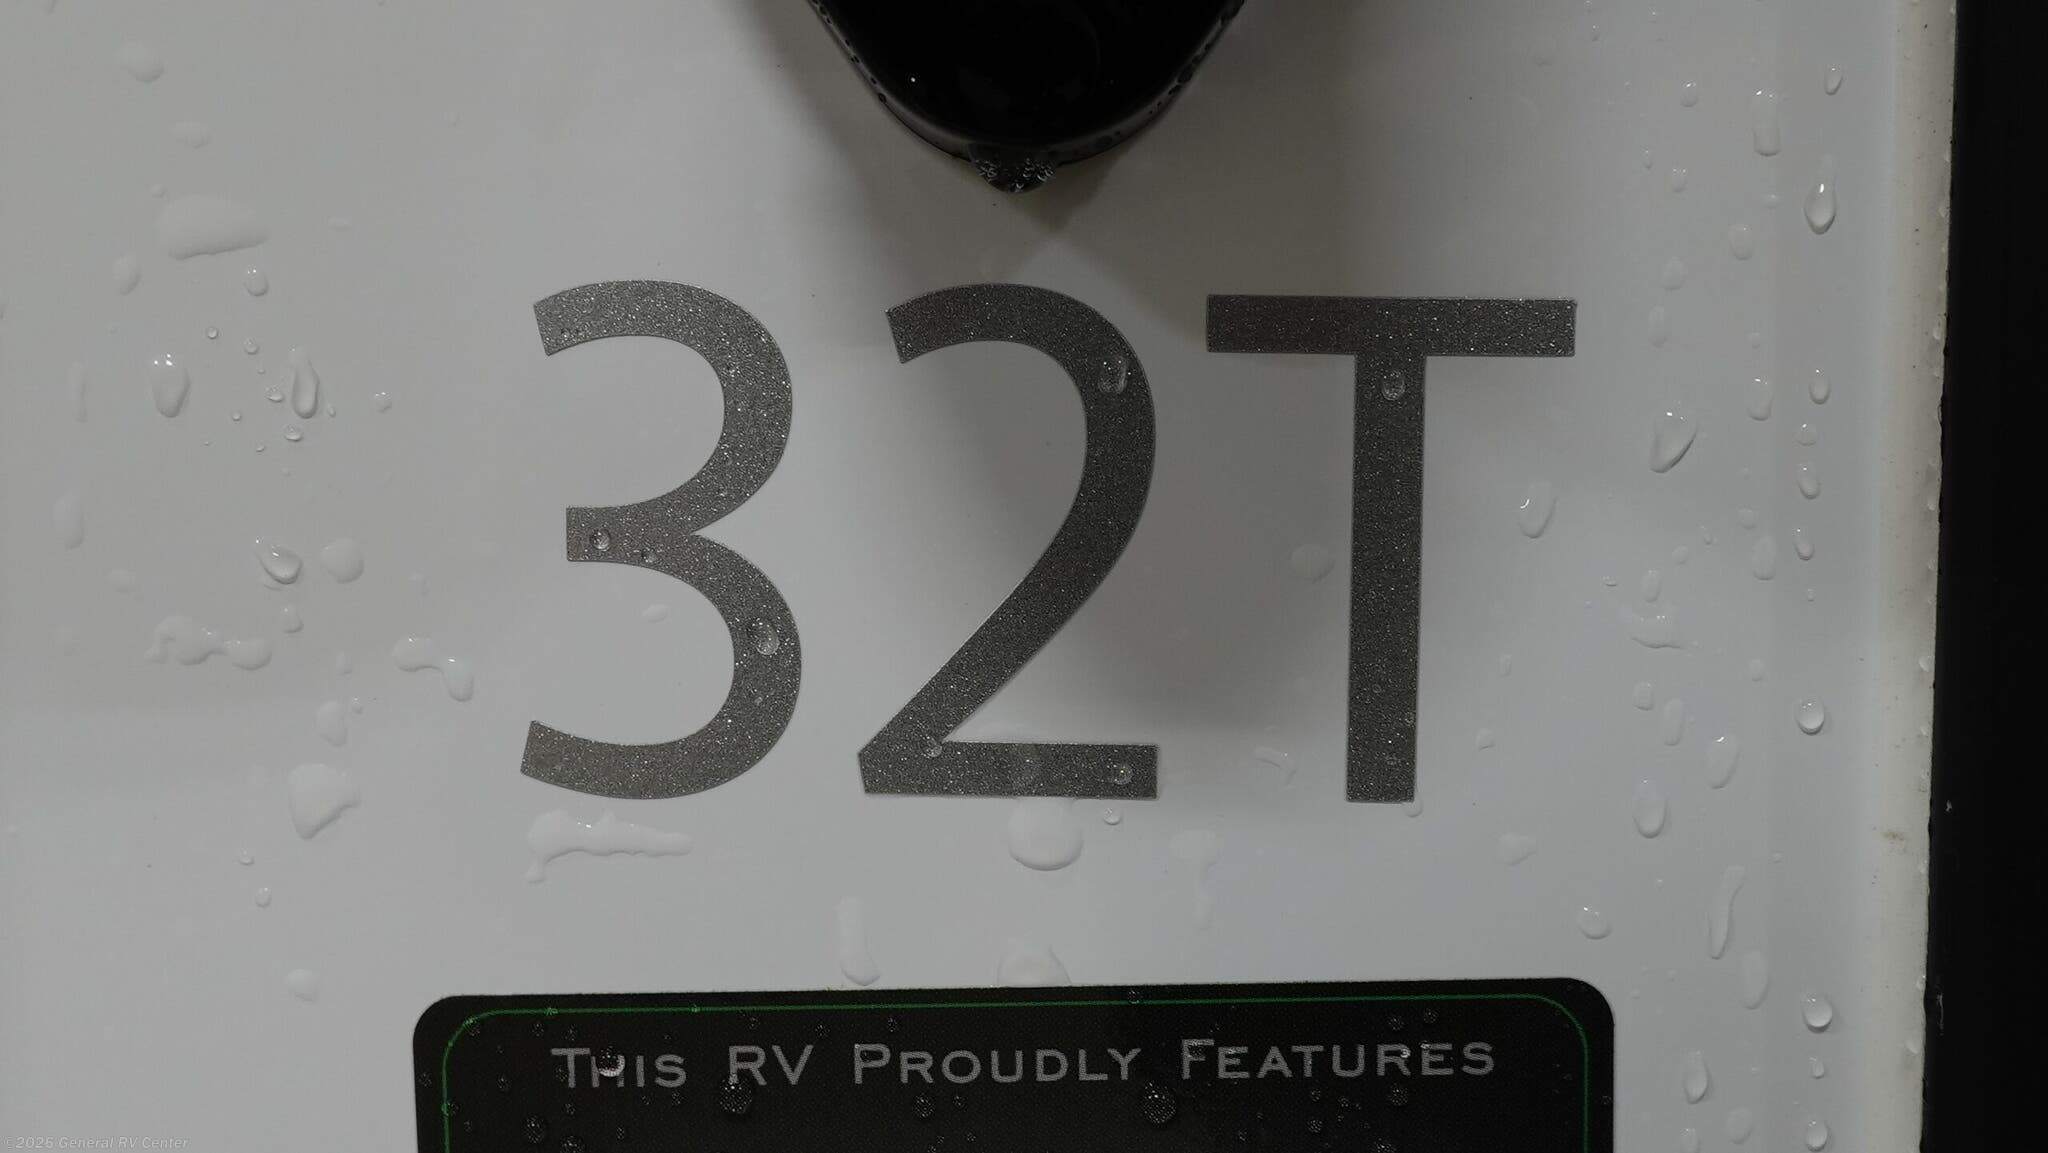 32T
This RV Proudly Features
©2026 General RV Center